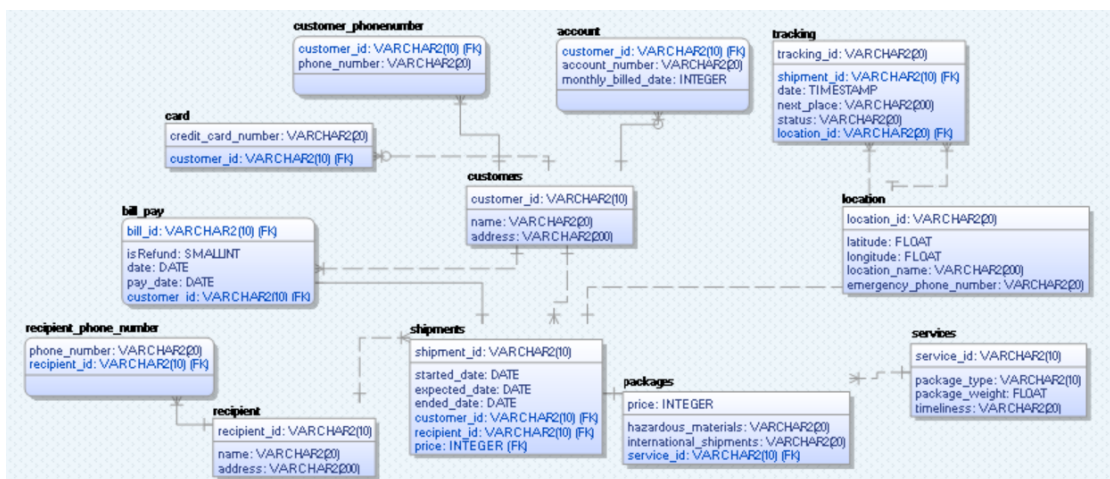 customer_phonenumber
customer_id: VARCHAR2(10) (FK)
phone_number: VARCHAR2(20)
account
customer_id: VARCHAR2(10) (FK)
account_number: VARCHAR2(20)
monthly_billed_date: INTEGER
tracking
tracking_id: VARCHAR2(20)
shipment_id: VARCHAR2(10) (FK)
date: TIMESTAMP
next_place: VARCHAR2(200)
status: VARCHAR2(20)
location_id: VARCHAR2(20) (FK)
card
credit_card_number: VARCHAR2(20)
customer_id: VARCHAR2(10) (FK)
customers
customer_id: VARCHAR2(10)
name: VARCHAR2(20)
address: VARCHAR2(200)
bill_pay
bill_id: VARCHAR2(10) (FK)
isRefund: SMALLINT
date: DATE
pay_date: DATE
customer_id: VARCHAR2(10) (FK)
location
location_id: VARCHAR2(20)
latitude: FLOAT
longitude: FLOAT
location_name: VARCHAR2(200)
emergency_phone_number: VARCHAR2(20)
recipient_phone_number
phone_number: VARCHAR2(20)
recipient_id: VARCHAR2(10) (FK)
shipments
shipment_id: VARCHAR2(10)
started_date: DATE
expected_date: DATE
ended_date: DATE
customer_id: VARCHAR2(10) (FK)
recipient_id: VARCHAR2(10) (FK)
price: INTEGER (FK)
services
service_id: VARCHAR2(10)
package_type: VARCHAR2(10)
package_weight: FLOAT
timeliness: VARCHAR2(20)
recipient
recipient_id: VARCHAR2(10)
name: VARCHAR2(20)
address: VARCHAR2(200)
packages
price: INTEGER
hazardous_materials: VARCHAR2(20)
international_shipments: VARCHAR2(20)
service_id: VARCHAR2(10) (FK)